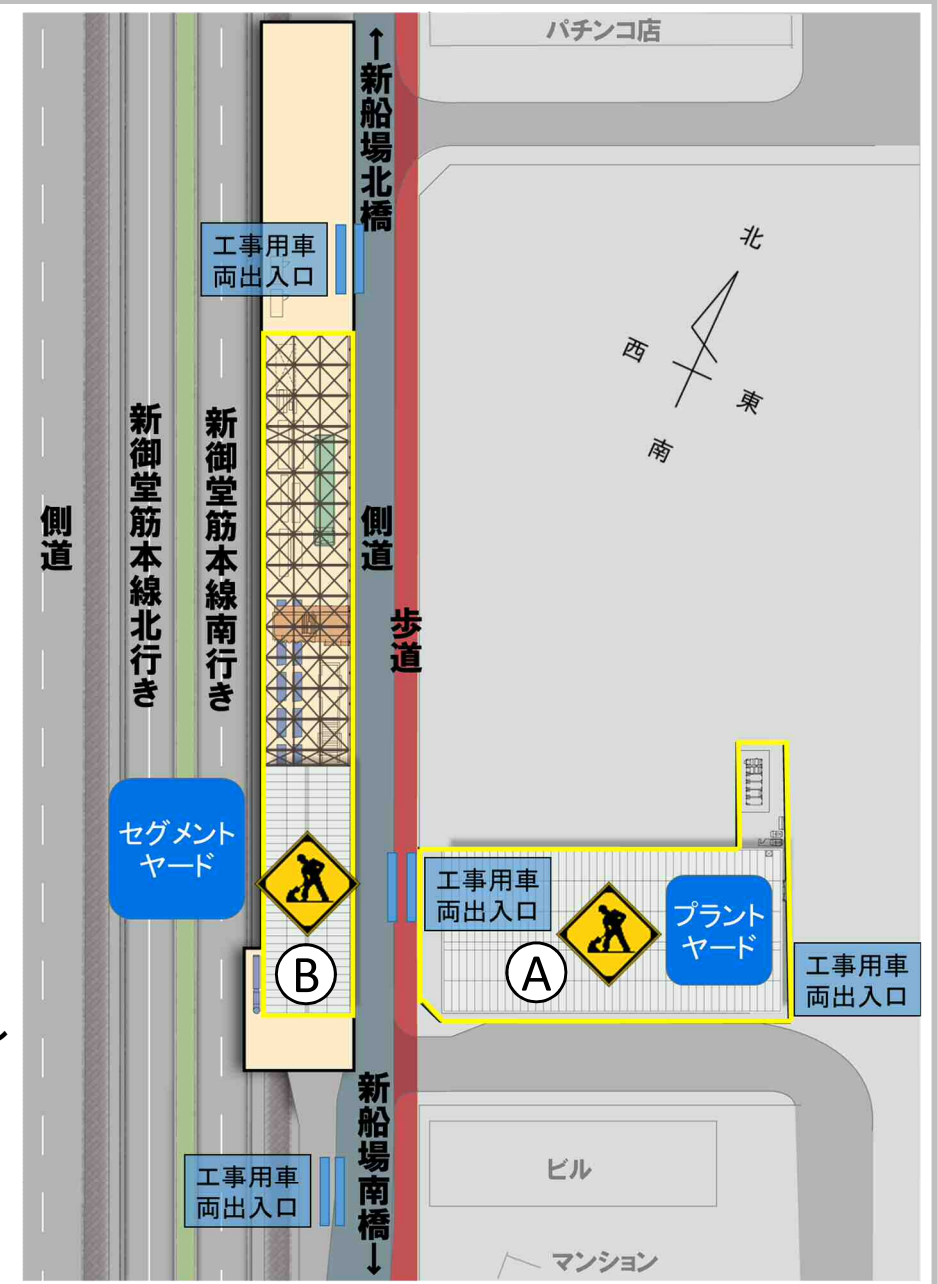 パチンコ店
↑新船場北橋
工事用車
両出入口
北
西
東
南
側道
新御堂筋本線北行き
新御堂筋本線南行き
側道
歩道
セグメント
ヤード
工事用車
両出入口
プラント
ヤード
B
A
工事用車
両出入口
新船場南橋↓
工事用車
両出入口
ビル
マンション